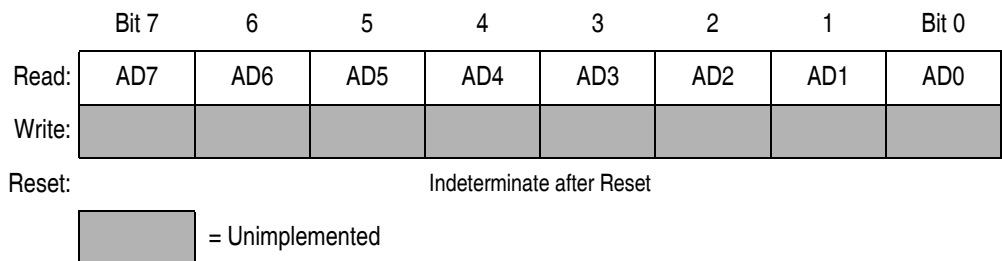 Bit 7 6 5 4 3 2 1 Bit 0
Read: AD7 AD6 AD5 AD4 AD3 AD2 AD1 AD0
Write:
Reset: Indeterminate after Reset
= Unimplemented